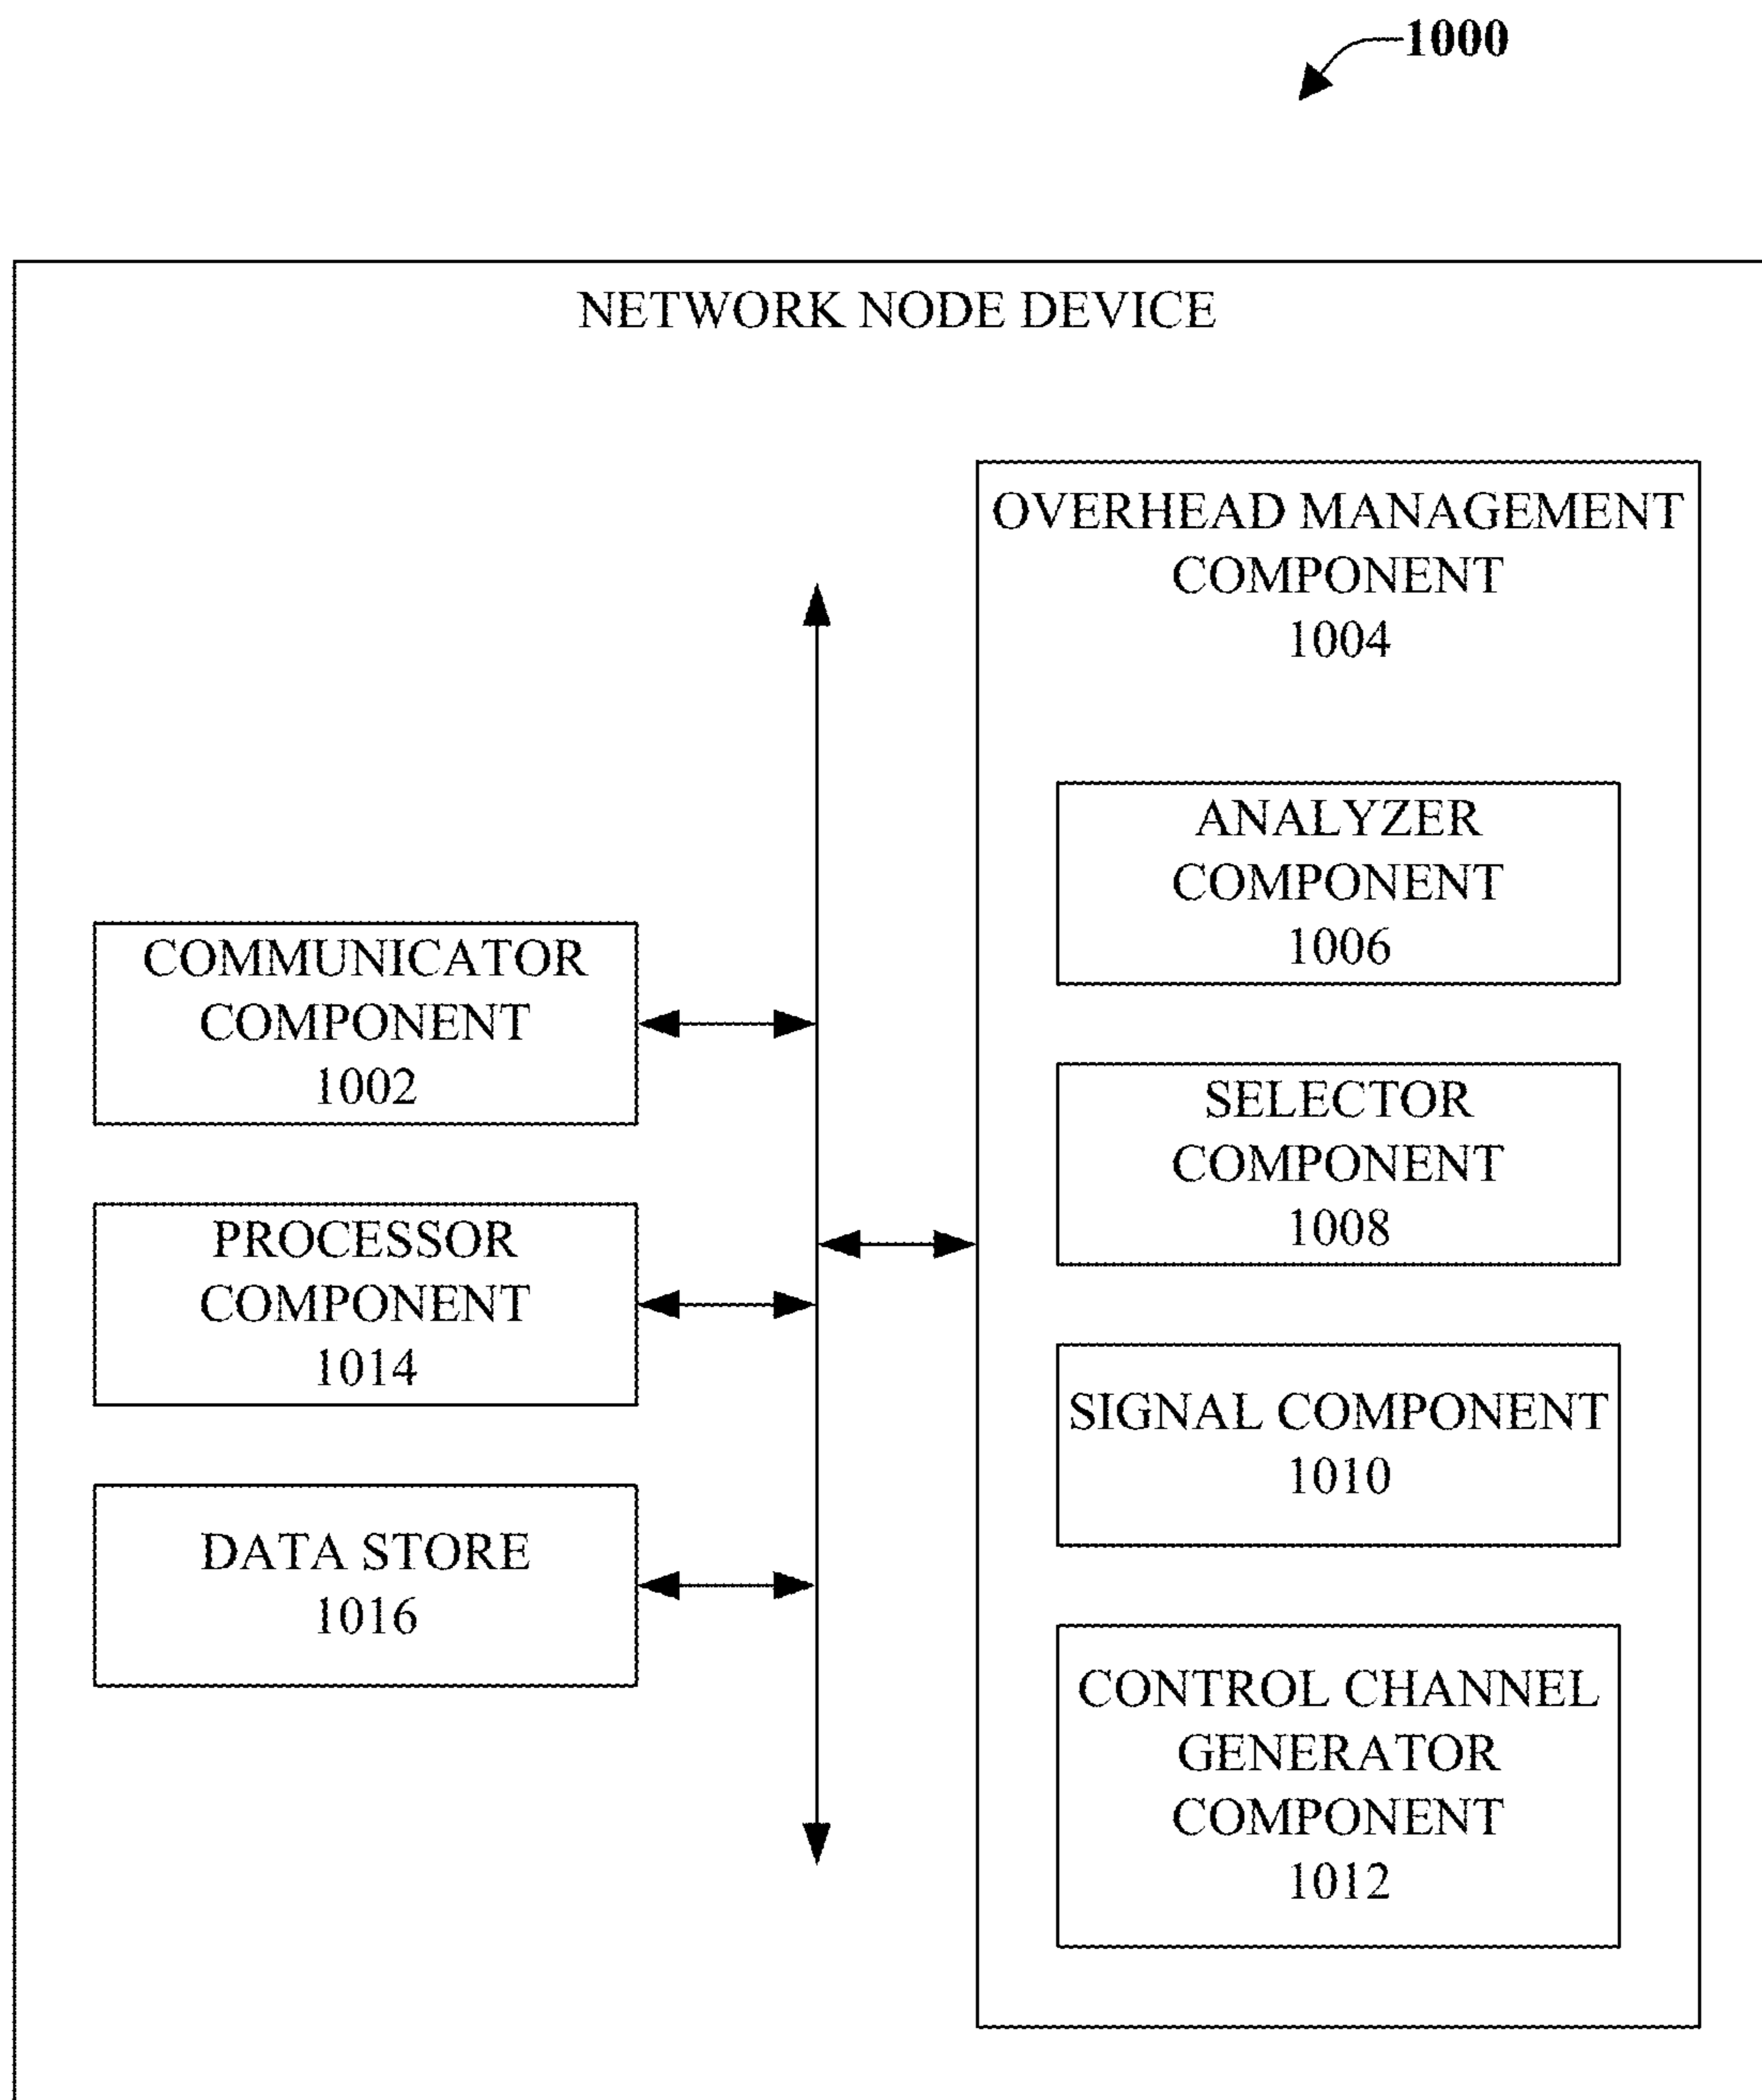 1000
NETWORK NODE DEVICE
OVERHEAD MANAGEMENT
COMPONENT
1004
ANALYZER
COMPONENT
1006
COMMUNICATOR
COMPONENT
1002
SELECTOR
COMPONENT
1008
PROCESSOR
COMPONENT
1014
SIGNAL COMPONENT
1010
DATA STORE
1016
CONTROL CHANNEL
GENERATOR
COMPONENT
1012